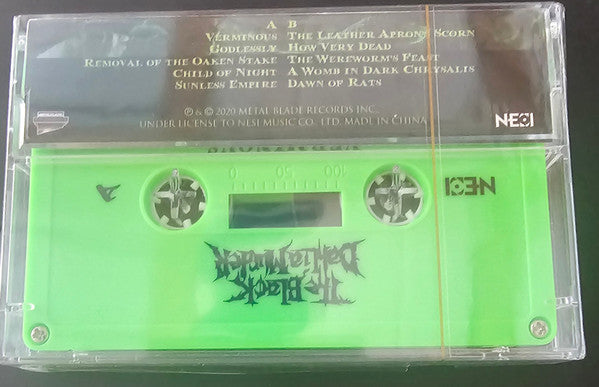 A B
VERMINOUS THE LEATHER APRON'S SCORN
GODLESSLY HOW VERY DEAD
REMOVAL OF THE OAKEN STAKE THE WEREWORM'S FEAST
CHILD OF NIGHT A WOMB IN DARK CHRYSALIS
SUNLESS EMPIRE DAWN OF RATS
℗ & © 2020 METAL BLADE RECORDS INC.
UNDER LICENSE TO NESI MUSIC CO. LTD. MADE IN CHINA
NESI
VERMINOUS
0 50 100
NESI
A
THE BLACK
DAHLIA MURDER